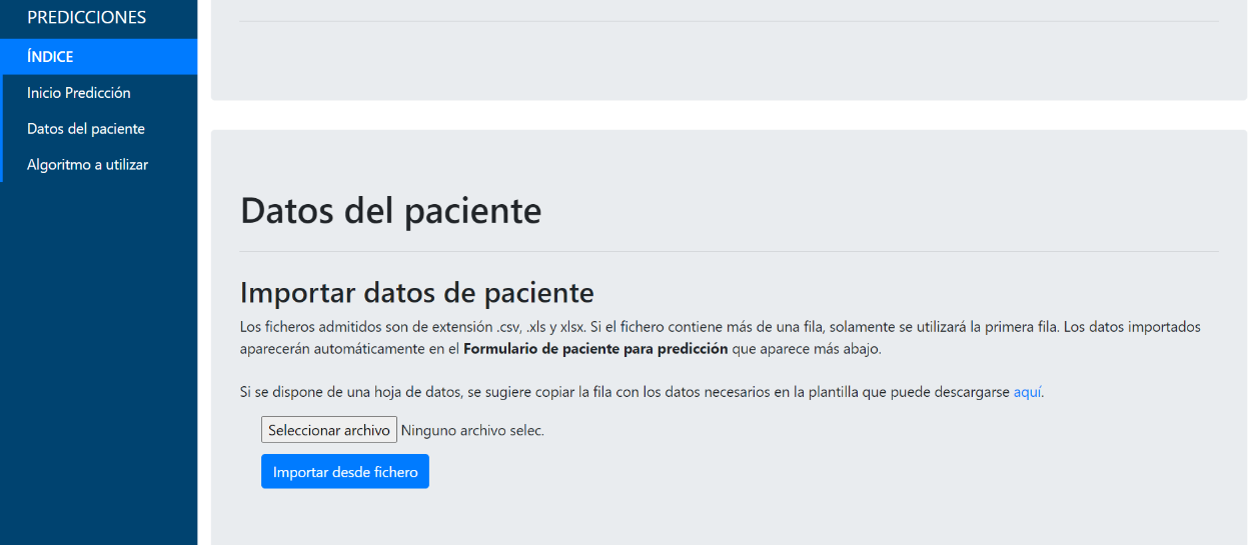 PREDICCIONES
ÍNDICE
Inicio Predicción
Datos del paciente
Algoritmo a utilizar
Datos del paciente
Importar datos de paciente
Los ficheros admitidos son de extensión .csv, .xls y xlsx. Si el fichero contiene más de una fila, solamente se utilizará la primera fila. Los datos importados
aparecerán automáticamente en el Formulario de paciente para predicción que aparece más abajo.
Si se dispone de una hoja de datos, se sugiere copiar la fila con los datos necesarios en la plantilla que puede descargarse aquí.
Seleccionar archivo Ninguno archivo selec.
Importar desde fichero